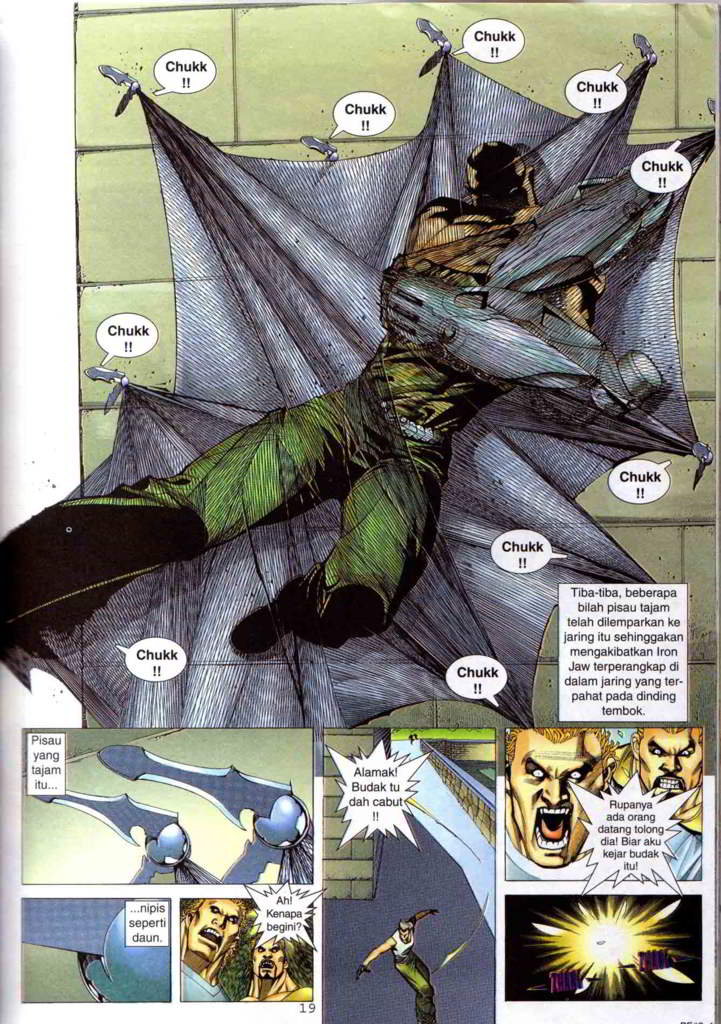 Chukk
!!
Chukk
!!
Chukk
!!
Chukk
!!
Chukk
!!
Chukk
!!
Chukk
!!
Chukk
!!
Chukk
!!
Chukk
!!
Tiba-tiba, beberapa
bilah pisau tajam
telah dilemparkan ke
jaring itu sehinggakan
mengakibatkan Iron
Jaw terperangkap di
dalam jaring yang ter-
pahat pada dinding
tembok.
Pisau
yang
tajam
itu...
...nipis
seperti
daun.
Ah!
Kenapa
begini?
Alamak!
Budak tu
dah cabut
!!
Rupanya
ada orang
datang tolong
dia! Biar aku
kejar budak
itu!
19